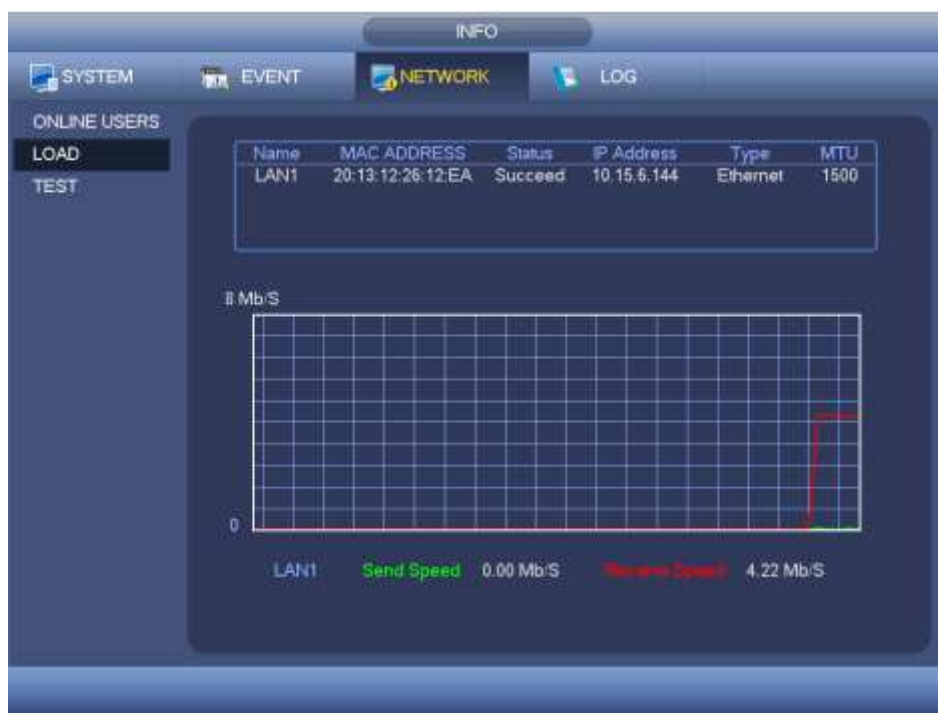 INFO
SYSTEM EVENT NETWORK LOG
ONLINE USERS
LOAD
TEST
Name MAC ADDRESS Status IP Address Type MTU
LAN1 20:13:12:26:12:EA Succeed 10.15.6.144 Ethernet 1500
8 Mb/S
0
LAN1 Send Speed 0.00 Mb/S Receive Speed 4.22 Mb/S